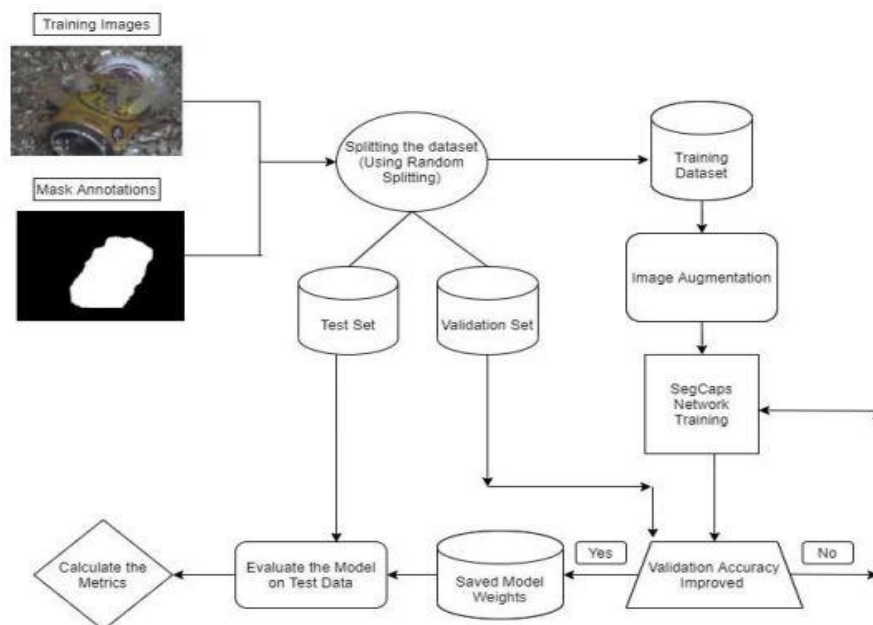 Training Images
Mask Annotations
Splitting the dataset
(Using Random
Splitting)
Training
Dataset
Image Augmentation
Test Set
Validation Set
SegCaps
Network
Training
Calculate the
Metrics
Evaluate the Model
on Test Data
Saved Model
Weights
Yes
Validation Accuracy
Improved
No